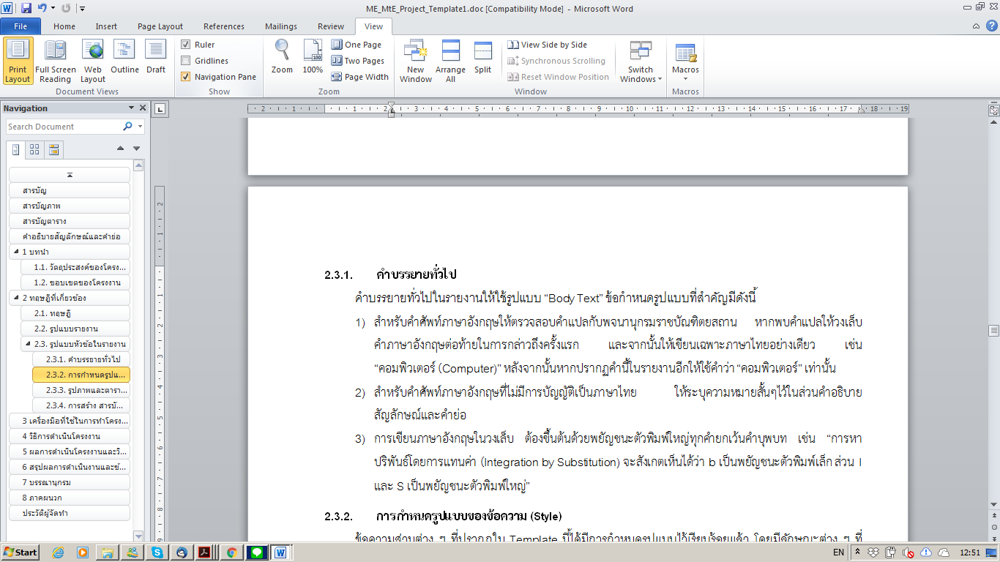 ME_MtE_Project_Template1.doc [Compatibility Mode] - Microsoft Word
File Home Insert Page Layout References Mailings Review View
Print Layout
Full Screen Reading
Web Layout
Outline
Draft
Document Views
Ruler
Gridlines
Navigation Pane
Show
Zoom
100%
One Page
Two Pages
Page Width
Zoom
New Window
Arrange All
Split
View Side by Side
Synchronous Scrolling
Reset Window Position
Window
Switch Windows
Macros
Macros
Navigation
Search Document
สารบัญ
สารบัญภาพ
สารบัญตาราง
คำอธิบายสัญลักษณ์และคำย่อ
1 บทนำ
1.1. วัตถุประสงค์ของโครง...
1.2. ขอบเขตของโครงงาน
2 ทฤษฎีที่เกี่ยวข้อง
2.1. ทฤษฎี
2.2. รูปแบบรายงาน
2.3. รูปแบบหัวข้อในรายงาน
2.3.1. คำบรรยายทั่วไป
2.3.2. การกำหนดรูปแ...
2.3.3. รูปภาพและตารา...
2.3.4. การสร้าง สารบั...
3 เครื่องมือที่ใช้ในการทำโครง...
4 วิธีการดำเนินโครงงาน
5 ผลการดำเนินโครงงานและวิ...
6 สรุปผลการดำเนินงานและข้...
7 บรรณานุกรม
8 ภาคผนวก
ประวัติผู้จัดทำ
2 1 1 2 3 4 5 6 7 8 9 10 11 12 13 14 15 16 17 18 19
2 1 1 2 3 4 5 6 7 8 9
2.3.1. คำบรรยายทั่วไป
คำบรรยายทั่วไปในรายงานให้ใช้รูปแบบ “Body Text” ข้อกำหนดรูปแบบที่สำคัญมีดังนี้
1) สำหรับคำศัพท์ภาษาอังกฤษให้ตรวจสอบคำแปลกับพจนานุกรมราชบัณฑิตยสถาน หากพบคำแปลให้วงเล็บ
คำภาษาอังกฤษต่อท้ายในการกล่าวถึงครั้งแรก และจากนั้นให้เขียนเฉพาะภาษาไทยอย่างเดียว เช่น
“คอมพิวเตอร์ (Computer)” หลังจากนั้นหากปรากฏคำนี้ในรายงานอีกให้ใช้คำว่า “คอมพิวเตอร์” เท่านั้น
2) สำหรับคำศัพท์ภาษาอังกฤษที่ไม่มีการบัญญัติเป็นภาษาไทย ให้ระบุความหมายสั้นๆไว้ในส่วนคำอธิบาย
สัญลักษณ์และคำย่อ
3) การเขียนภาษาอังกฤษในวงเล็บ ต้องขึ้นต้นด้วยพยัญชนะตัวพิมพ์ใหญ่ทุกคำยกเว้นคำบุพบท เช่น “การหา
ปริพันธ์โดยการแทนค่า (Integration by Substitution) จะสังเกตเห็นได้ว่า b เป็นพยัญชนะตัวพิมพ์เล็ก ส่วน I
และ S เป็นพยัญชนะตัวพิมพ์ใหญ่”
2.3.2. การกำหนดรูปแบบของข้อความ (Style)
ข้อความส่วนต่าง ๆ ที่ปรากฏใน Template นี้ได้มีการกำหนดรูปแบบไว้เรียบร้อยแล้ว โดยมีลักษณะต่าง ๆ ที่
Start
EN
12:51